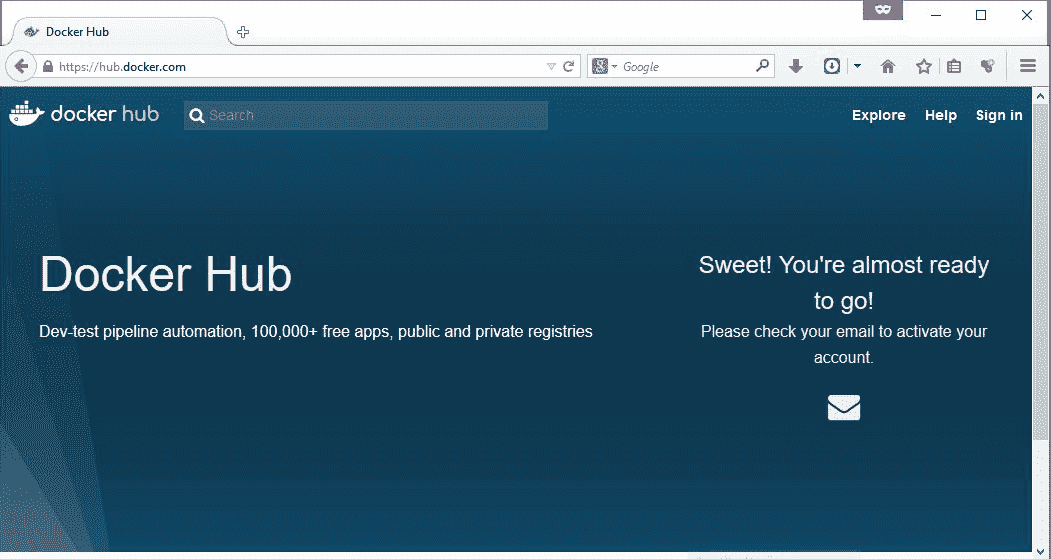 Docker Hub
https://hub.docker.com
Google
docker hub
Search
Explore Help Sign in
Docker Hub
Dev-test pipeline automation, 100,000+ free apps, public and private registries
Sweet! You're almost ready
to go!
Please check your email to activate your
account.